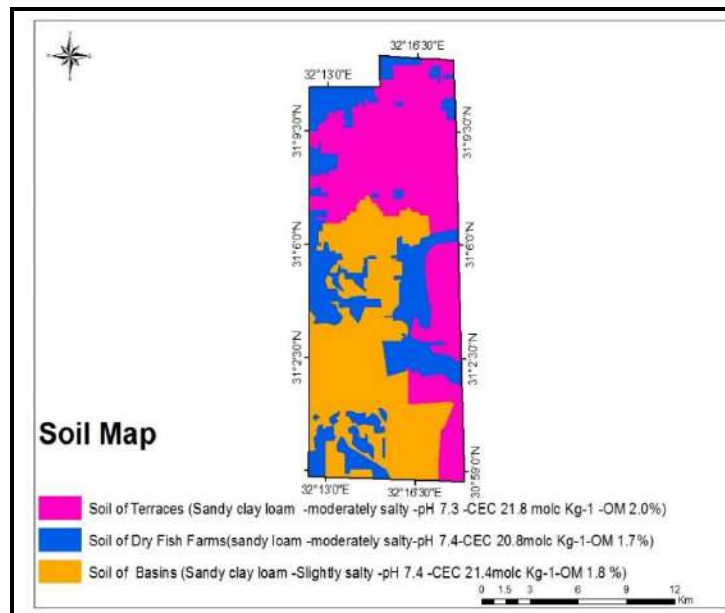 32°16'30"E
32°13'0"E
31°9'30"N
31°9'30"N
31°6'0"N
31°6'0"N
31°2'30"N
31°2'30"N
30°59'0"N
32°13'0"E
32°16'30"E
Soil Map
Soil of Terraces (Sandy clay loam -moderately salty -pH 7.3 -CEC 21.8 molc Kg-1 -OM 2.0%)
Soil of Dry Fish Farms(sandy loam -moderately salty-pH 7.4-CEC 20.8molc Kg-1-OM 1.7%)
Soil of Basins (Sandy clay loam -Slightly salty -pH 7.4 -CEC 21.4molc Kg-1-OM 1.8 %)
0 1.5 3 6 9 12
Km